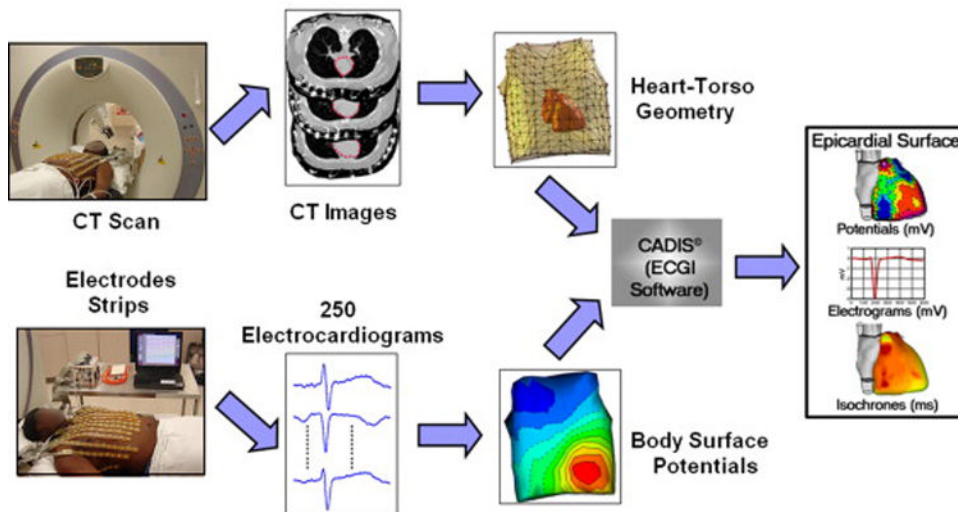 CT Scan
CT Images
Heart-Torso
Geometry
Electrodes
Strips
250
Electrocardiograms
Body Surface
Potentials
CADIS©
(ECGI
Software)
Epicardial Surface
Potentials (mV)
mV
Electrograms (mV)
Isochrones (ms)